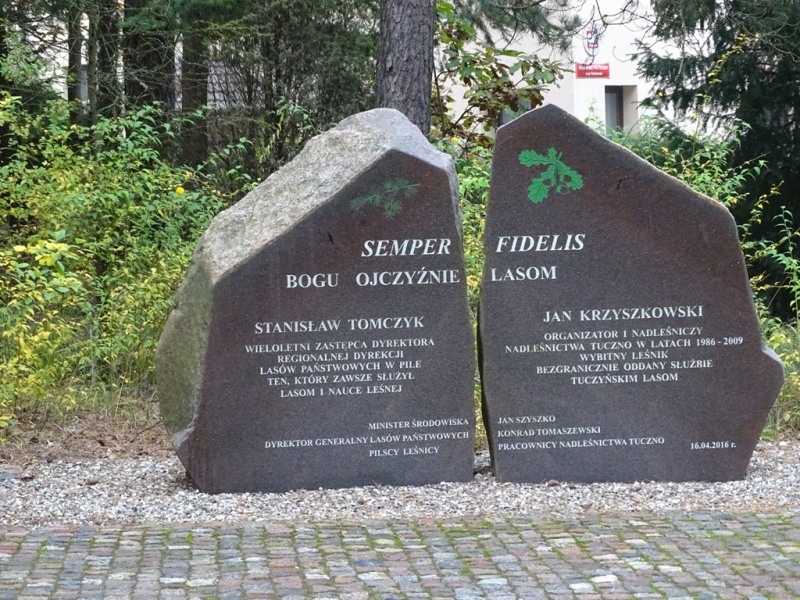 SEMPER FIDELIS
BOGU OJCZYŹNIE LASOM
STANISŁAW TOMCZYK
WIELOLETNI ZASTĘPCA DYREKTORA
REGIONALNEJ DYREKCJI
LASÓW PAŃSTWOWYCH W PILE
TEN, KTÓRY ZAWSZE SŁUŻYŁ
LASOM I NAUCE LEŚNEJ
JAN KRZYSZKOWSKI
ORGANIZATOR I NADLEŚNICZY
NADLEŚNICTWA TUCZNO W LATACH 1986 - 2009
WYBITNY LEŚNIK
BEZGRANICZNIE ODDANY SŁUŻBIE
TUCZYŃSKIM LASOM
MINISTER ŚRODOWISKA JAN SZYSZKO
DYREKTOR GENERALNY LASÓW PAŃSTWOWYCH KONRAD TOMASZEWSKI
PILSCY LEŚNICY PRACOWNICY NADLEŚNICTWA TUCZNO 16.04.2016 r.